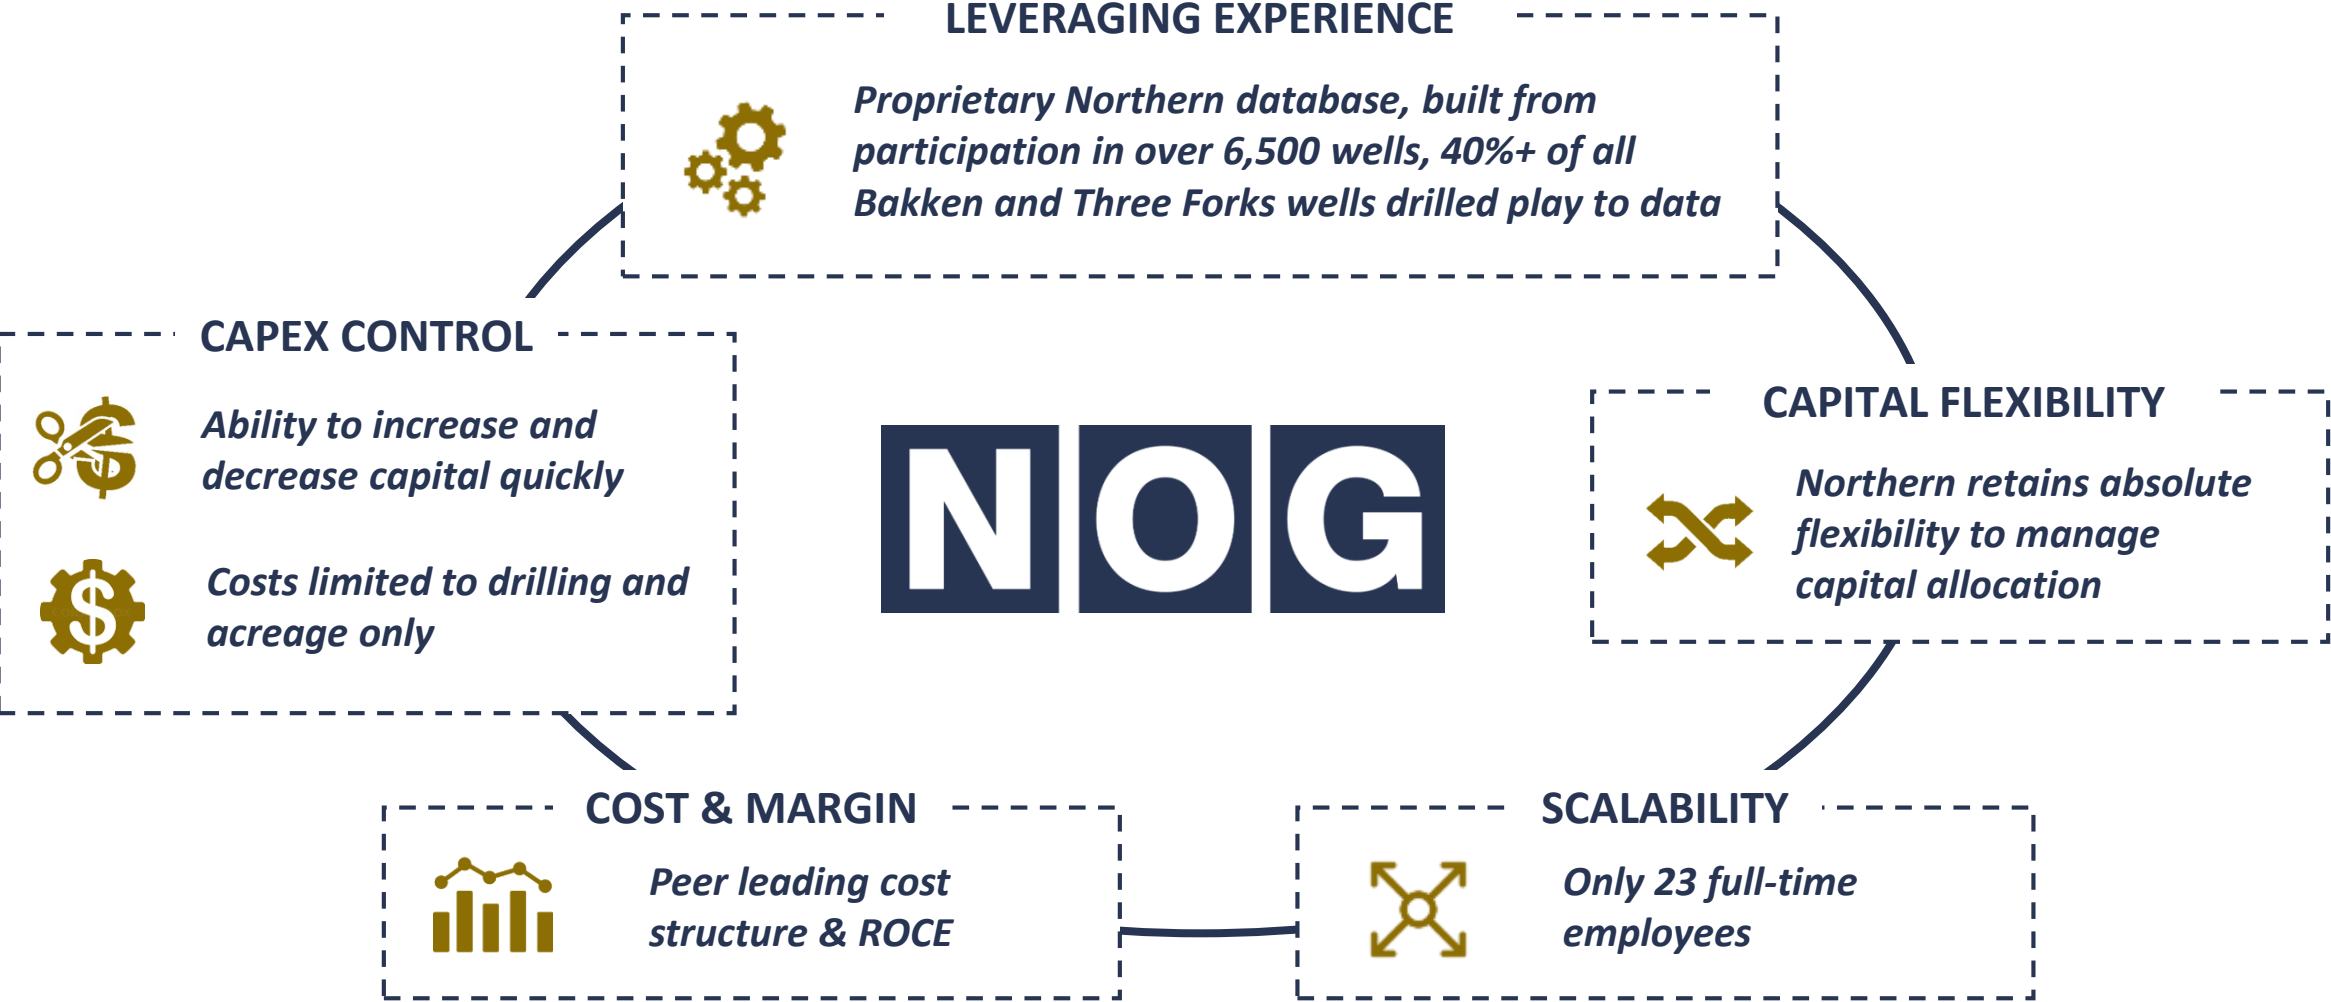 LEVERAGING EXPERIENCE
Proprietary Northern database, built from
participation in over 6,500 wells, 40%+ of all
Bakken and Three Forks wells drilled play to data
CAPEX CONTROL
Ability to increase and
decrease capital quickly
Costs limited to drilling and
acreage only
NOG
CAPITAL FLEXIBILITY
Northern retains absolute
flexibility to manage
capital allocation
COST & MARGIN
Peer leading cost
structure & ROCE
SCALABILITY
Only 23 full-time
employees